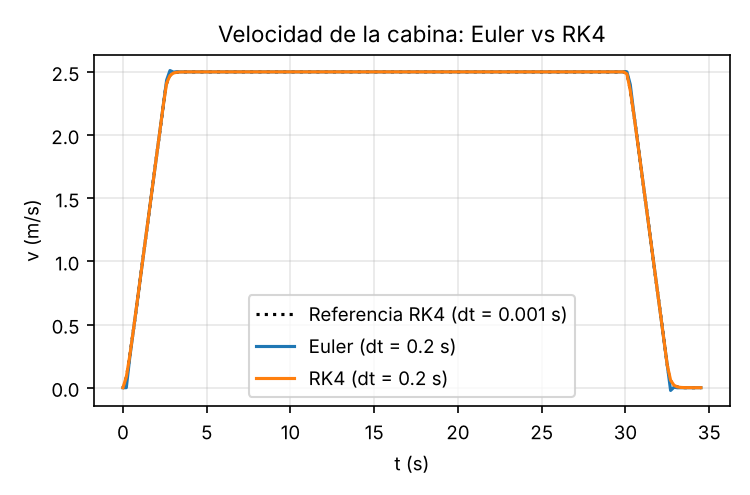 Velocidad de la cabina: Euler vs RK4
v (m/s)
2.5
2.0
1.5
1.0
0.5
0.0
Referencia RK4 (dt = 0.001 s)
Euler (dt = 0.2 s)
RK4 (dt = 0.2 s)
0 5 10 15 20 25 30 35
t (s)